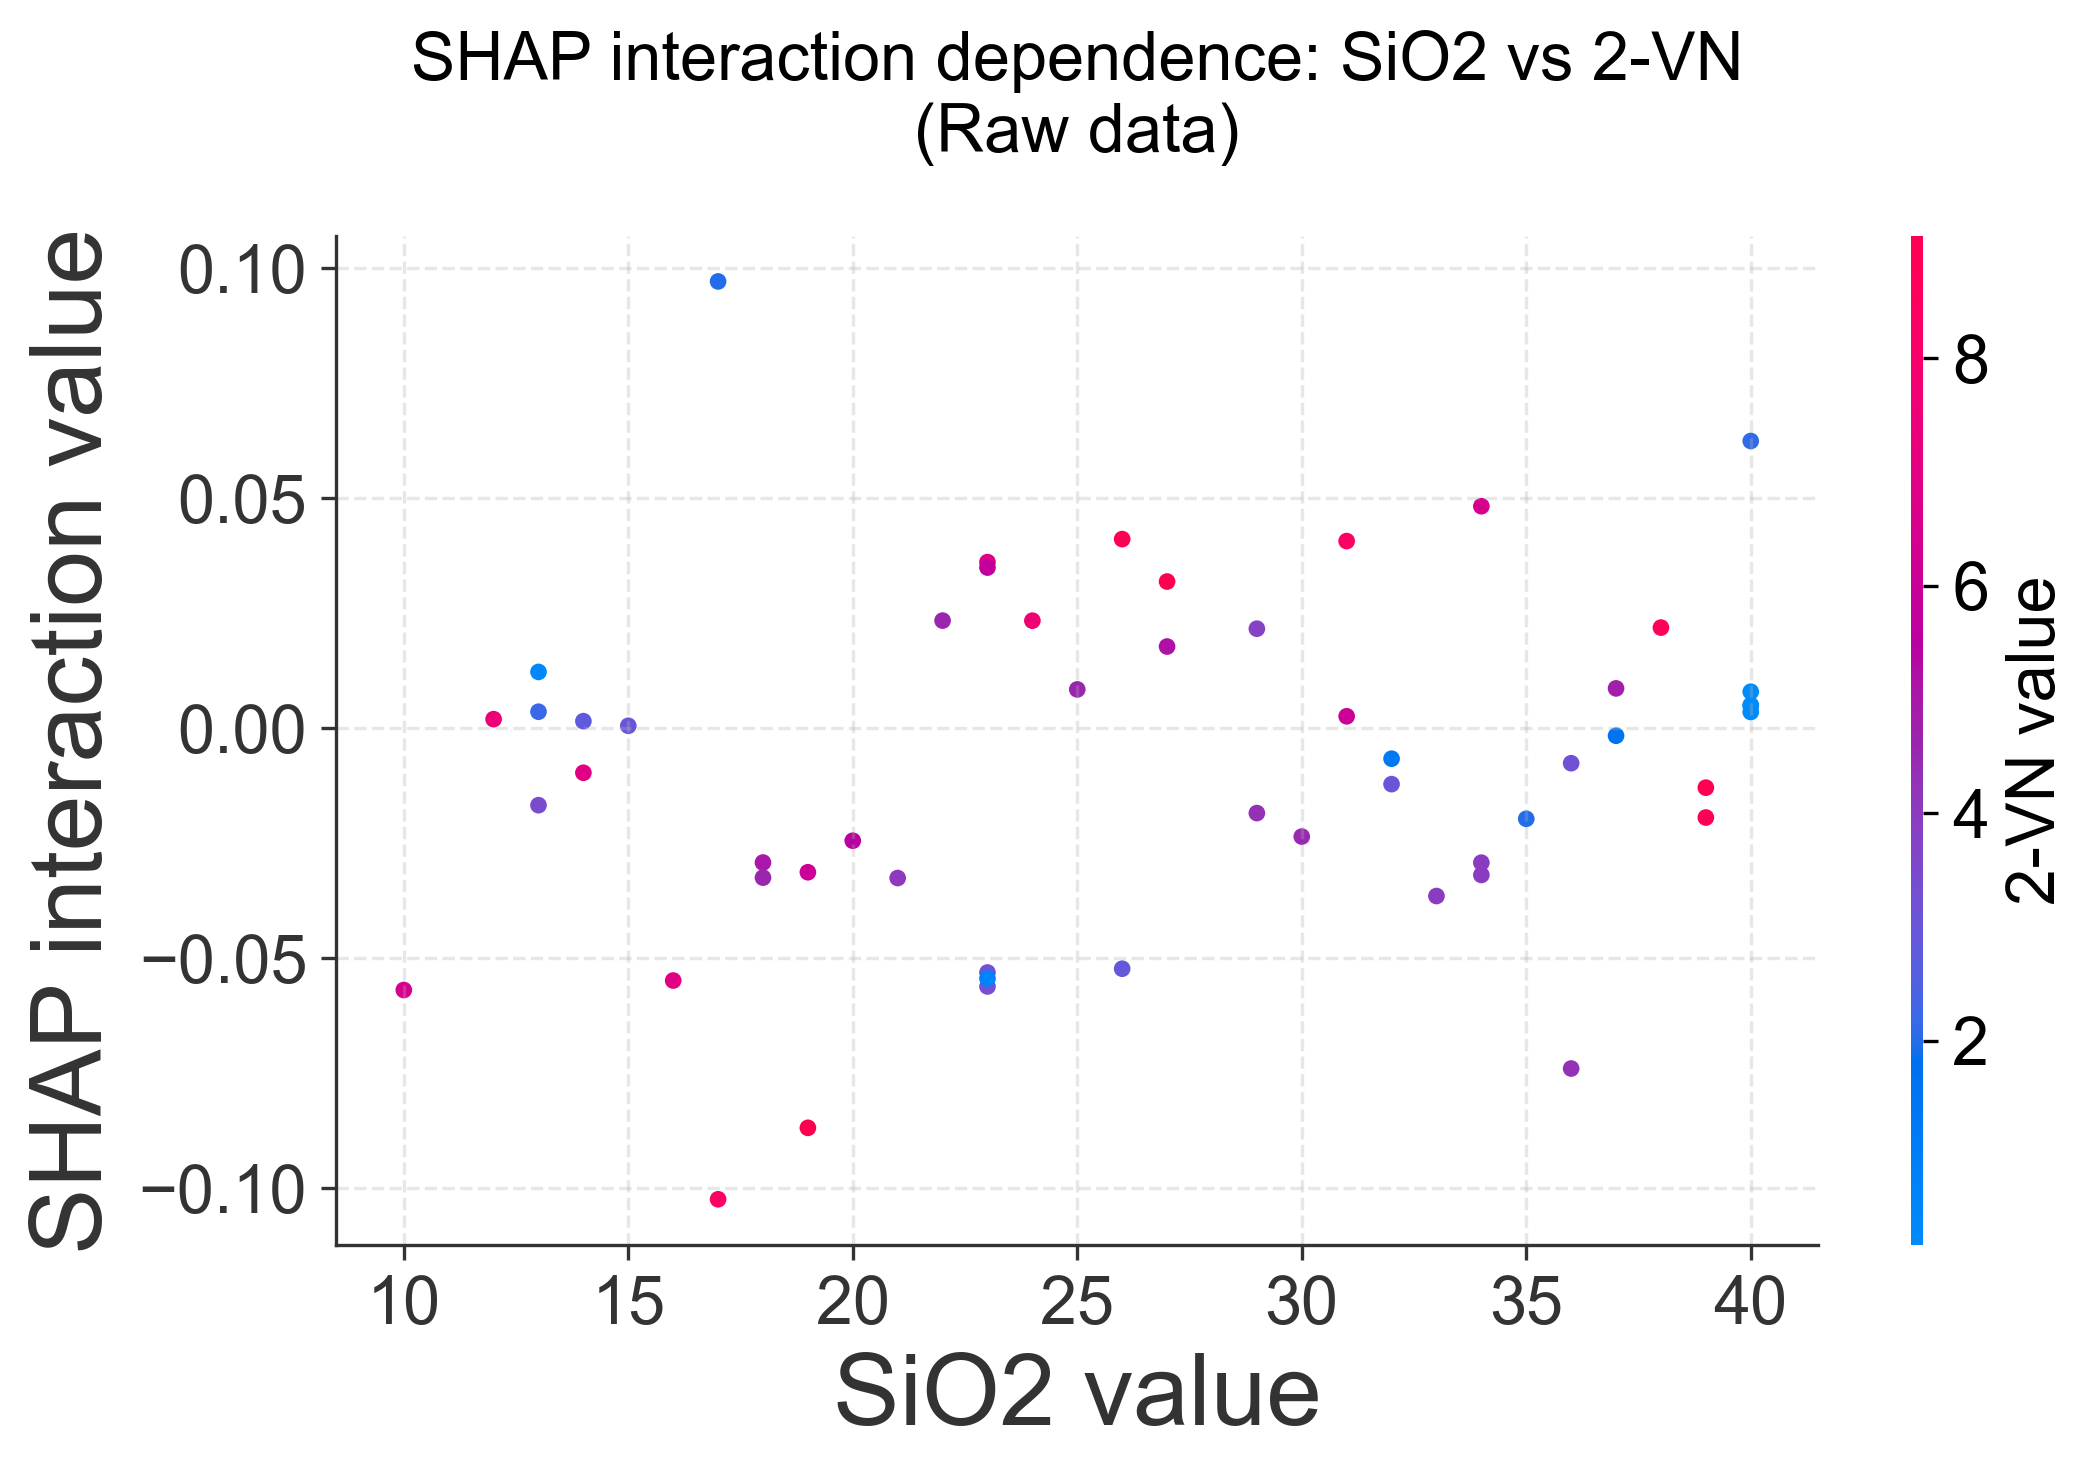 SHAP interaction dependence: SiO2 vs 2-VN
(Raw data)
SHAP interaction value
0.10
0.05
0.00
−0.05
−0.10
10 15 20 25 30 35 40
SiO2 value
8
6
4
2
2-VN value